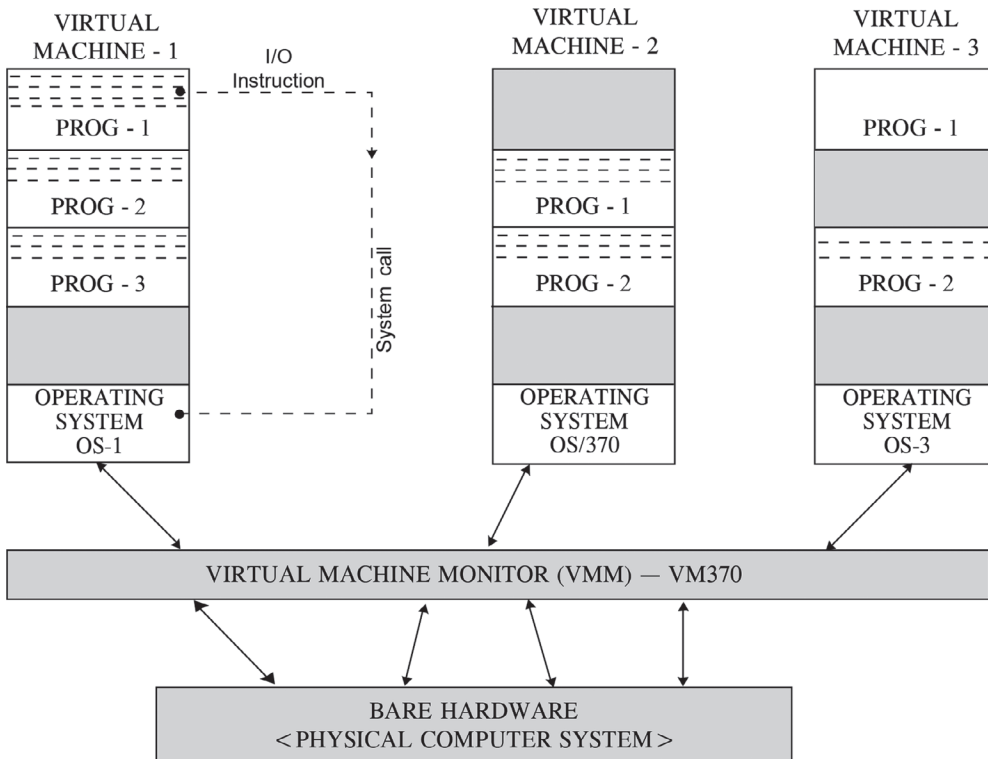 VIRTUAL
MACHINE - 1
I/O
Instruction
PROG - 1
PROG - 2
PROG - 3
System call
OPERATING
SYSTEM
OS-1
VIRTUAL
MACHINE - 2
PROG - 1
PROG - 2
OPERATING
SYSTEM
OS/370
VIRTUAL
MACHINE - 3
PROG - 1
PROG - 2
OPERATING
SYSTEM
OS-3
VIRTUAL MACHINE MONITOR (VMM) — VM370
BARE HARDWARE
<PHYSICAL COMPUTER SYSTEM>